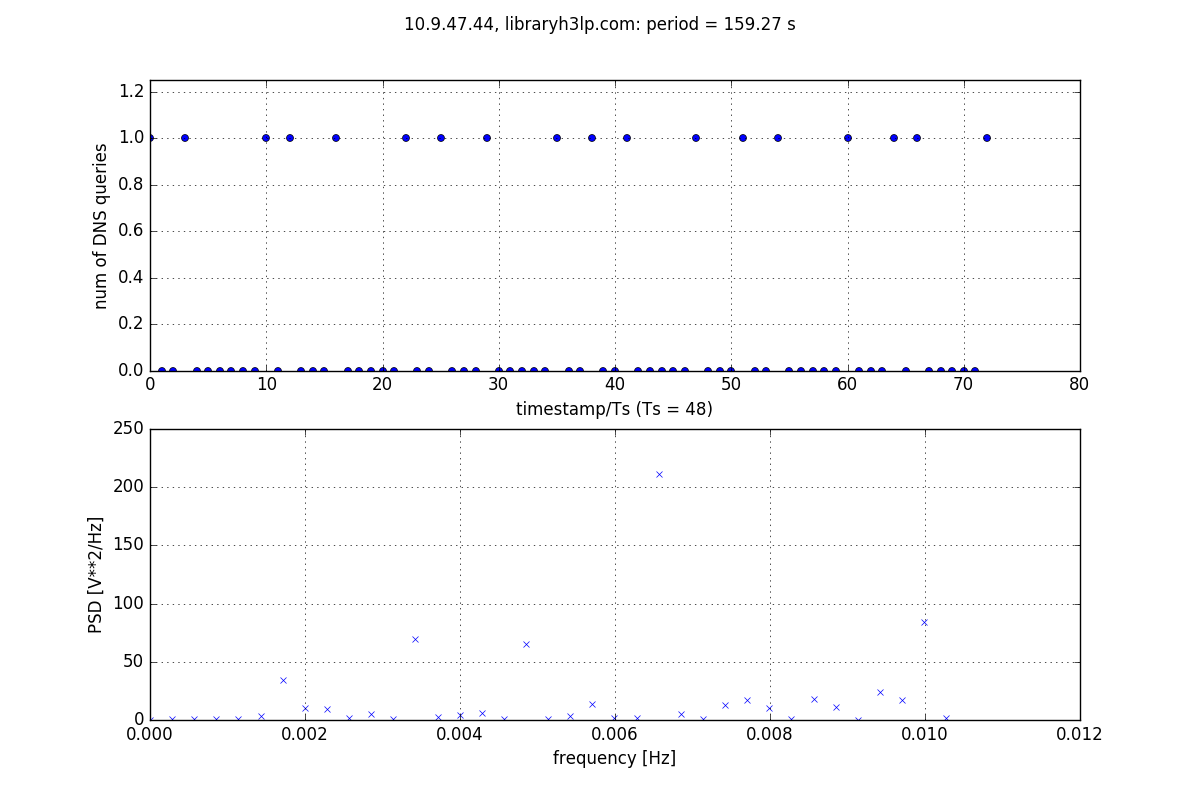 10.9.47.44, libraryh3lp.com: period = 159.27 s
num of DNS queries
1.2
1.0
0.8
0.6
0.4
0.2
0.0
0 10 20 30 40 50 60 70 80
timestamp/Ts (Ts = 48)
PSD [V**2/Hz]
250
200
150
100
50
0
0.000 0.002 0.004 0.006 0.008 0.010 0.012
frequency [Hz]